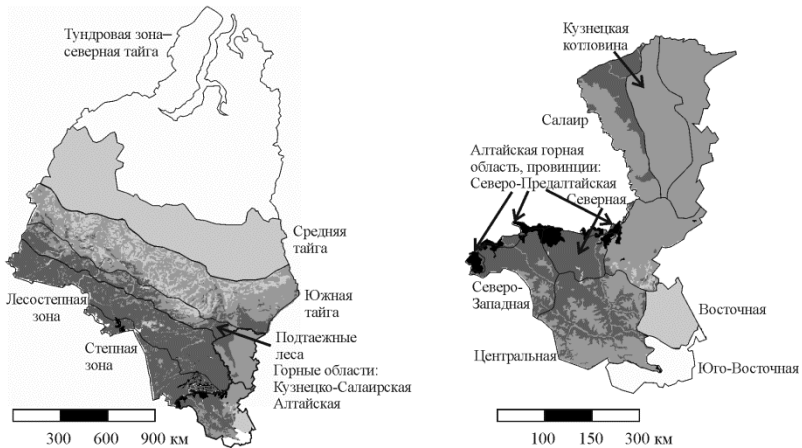 Тундровая зона–
северная тайга
Средняя
тайга
Южная
тайга
Лесостепная
зона
Степная
зона
Подтаежные
леса
Горные области:
Кузнецко-Салаирская
Алтайская
300 600 900 км
Кузнецкая
котловина
Салаир
Алтайская горная
область, провинции:
Северо-Предалтайская
Северная
Северо-
Западная
Восточная
Центральная
Юго-Восточная
100 150 300 км